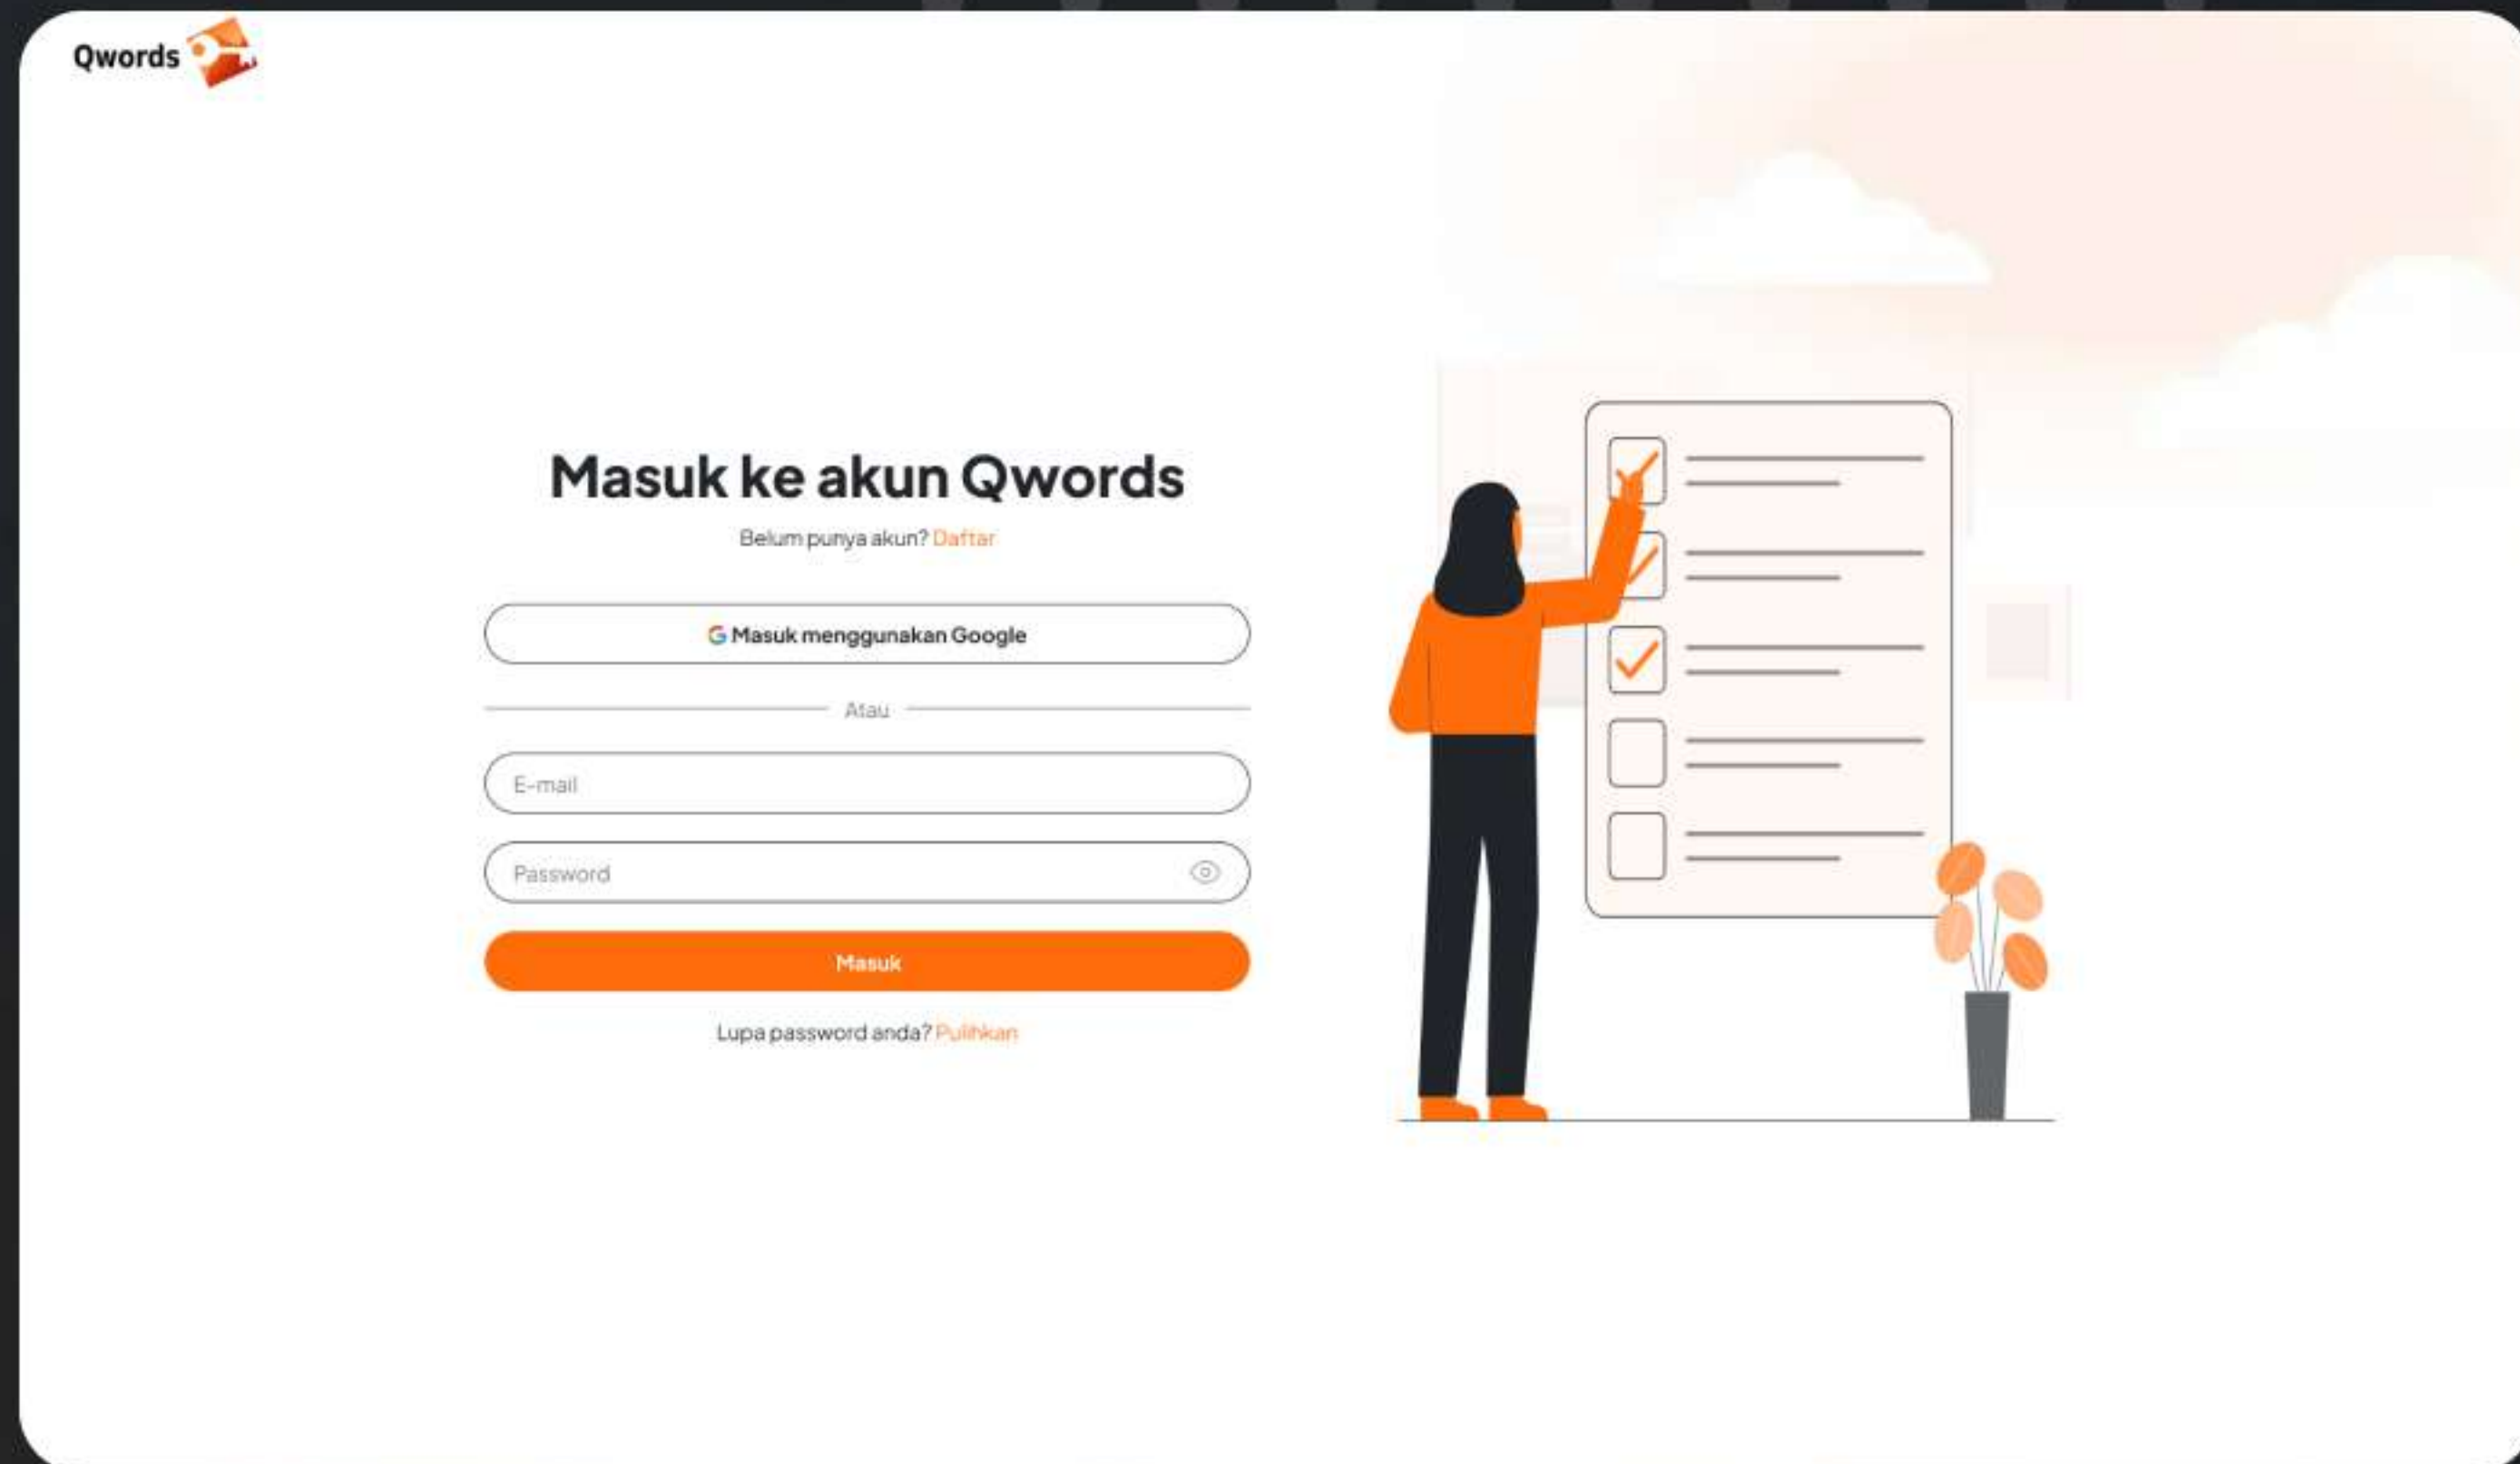 Qwords
Masuk ke akun Qwords
Belum punya akun? Daftar
Masuk menggunakan Google
Atau
E-mail
Password
Masuk
Lupa password anda? Pulihkan